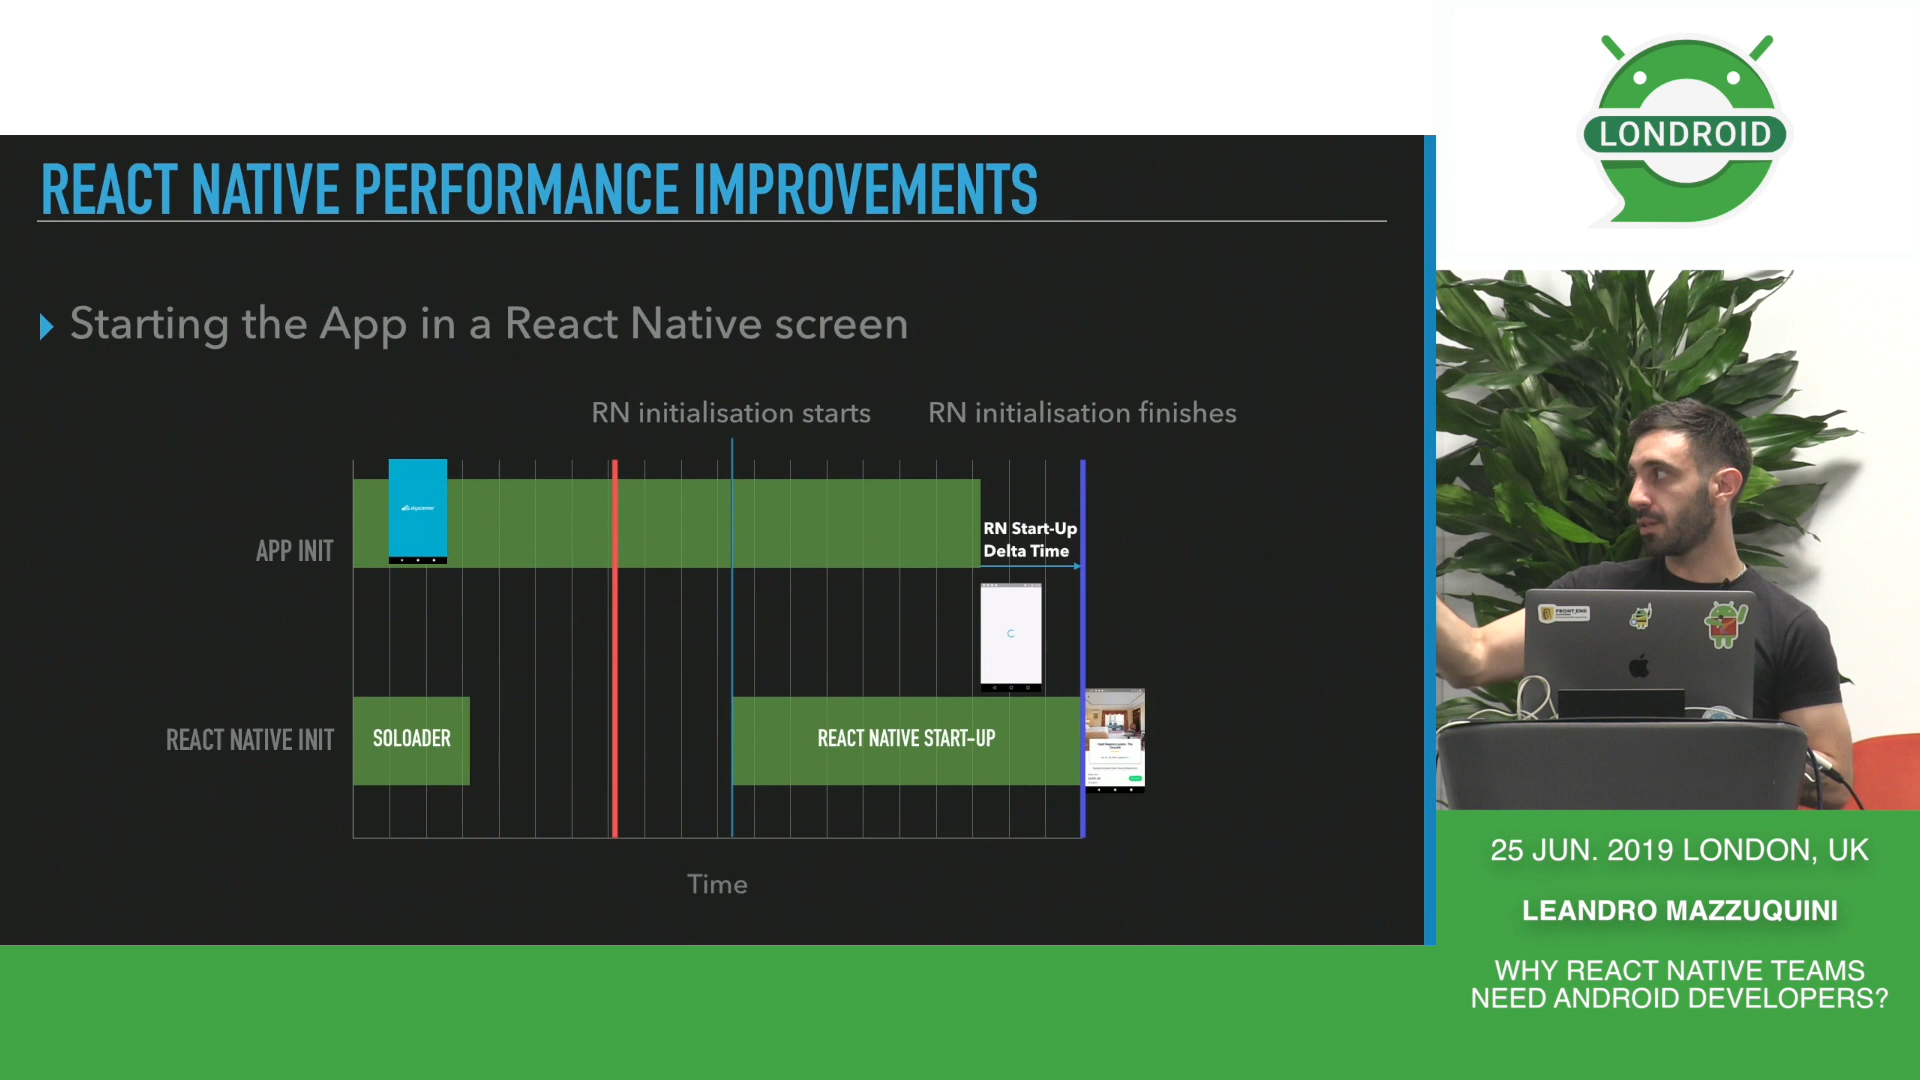 LONDROID
REACT NATIVE PERFORMANCE IMPROVEMENTS
Starting the App in a React Native screen
RN initialisation starts
RN initialisation finishes
skyscanner
APP INIT
RN Start-Up
Delta Time
REACT NATIVE INIT
SOLOADER
REACT NATIVE START-UP
Time
FRONT_END
25 JUN. 2019 LONDON, UK
LEANDRO MAZZUQUINI
WHY REACT NATIVE TEAMS
NEED ANDROID DEVELOPERS?